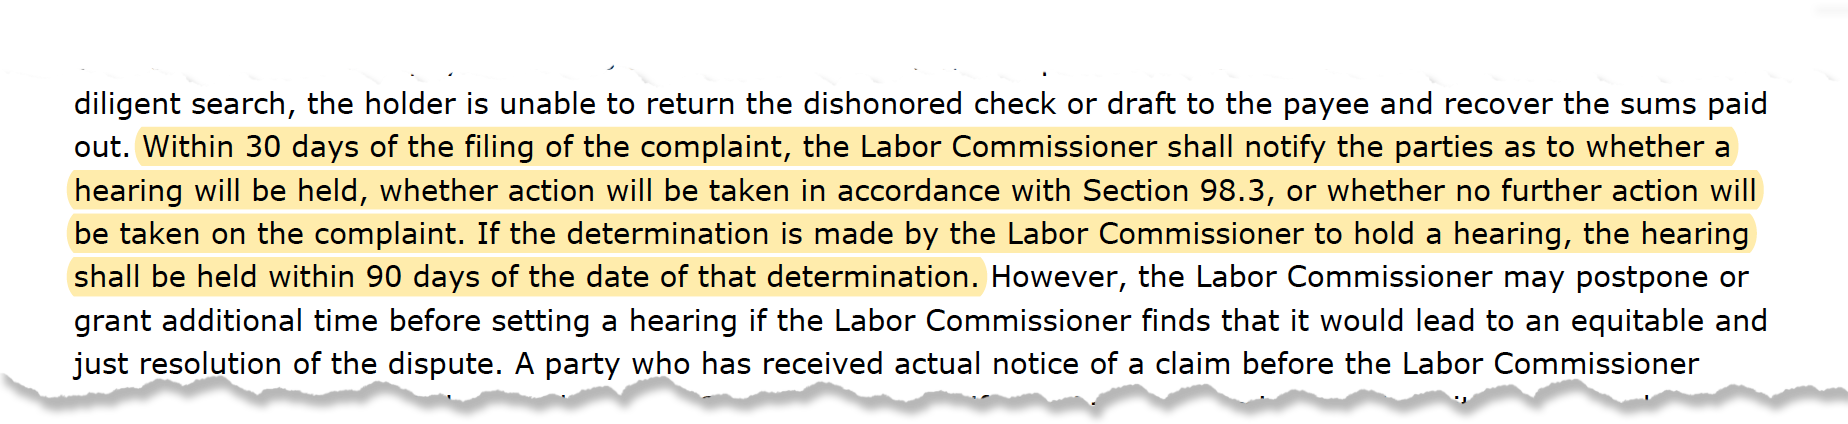 diligent search, the holder is unable to return the dishonored check or draft to the payee and recover the sums paid
out. Within 30 days of the filing of the complaint, the Labor Commissioner shall notify the parties as to whether a
hearing will be held, whether action will be taken in accordance with Section 98.3, or whether no further action will
be taken on the complaint. If the determination is made by the Labor Commissioner to hold a hearing, the hearing
shall be held within 90 days of the date of that determination. However, the Labor Commissioner may postpone or
grant additional time before setting a hearing if the Labor Commissioner finds that it would lead to an equitable and
just resolution of the dispute. A party who has received actual notice of a claim before the Labor Commissioner